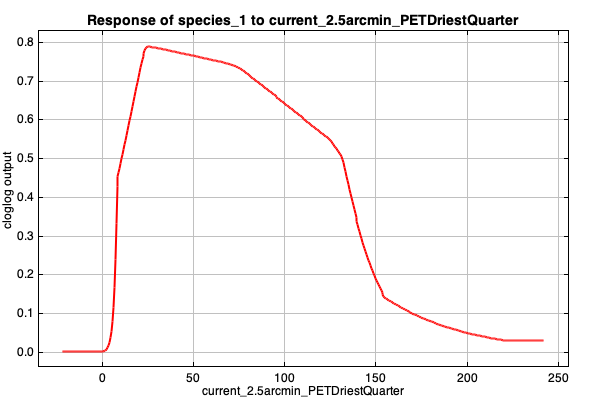 Response of species_1 to current_2.5arcmin_PETDriestQuarter
0.8
0.7
0.6
0.5
0.4
0.3
0.2
0.1
0.0
cloglog output
0 50 100 150 200 250
current_2.5arcmin_PETDriestQuarter